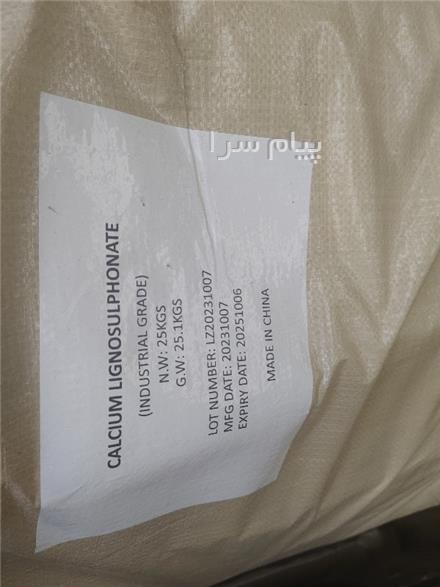 پیام سرا
CALCIUM LIGNOSULPHONATE
(INDUSTRIAL GRADE)
N.W: 25KGS
G.W: 25.1KGS
LOT NUMBER: LZ20231007
MFG DATE: 20231007
EXPIRY DATE: 20251006
MADE IN CHINA